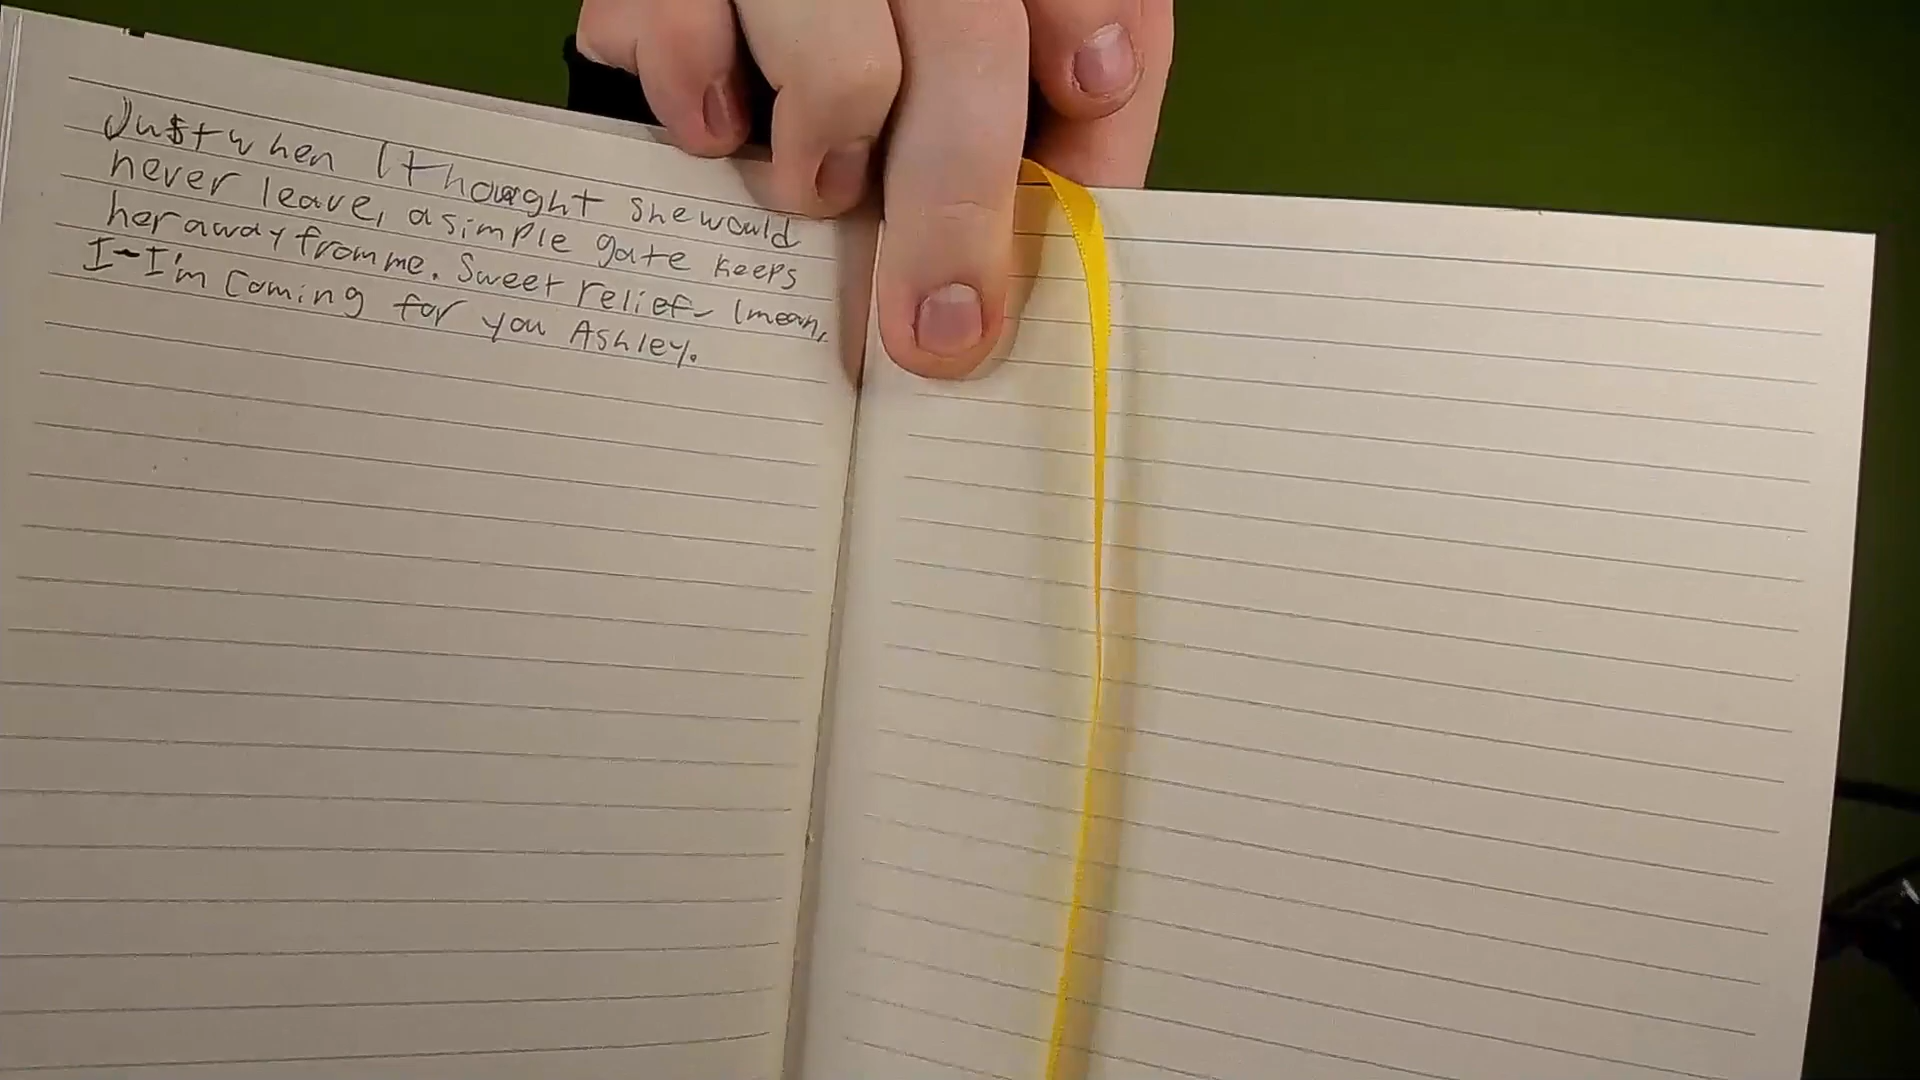 Just when I thought she would
never leave, a simple gate keeps
her away from me. Sweet relief- I mean,
I-I'm coming for you Ashley.